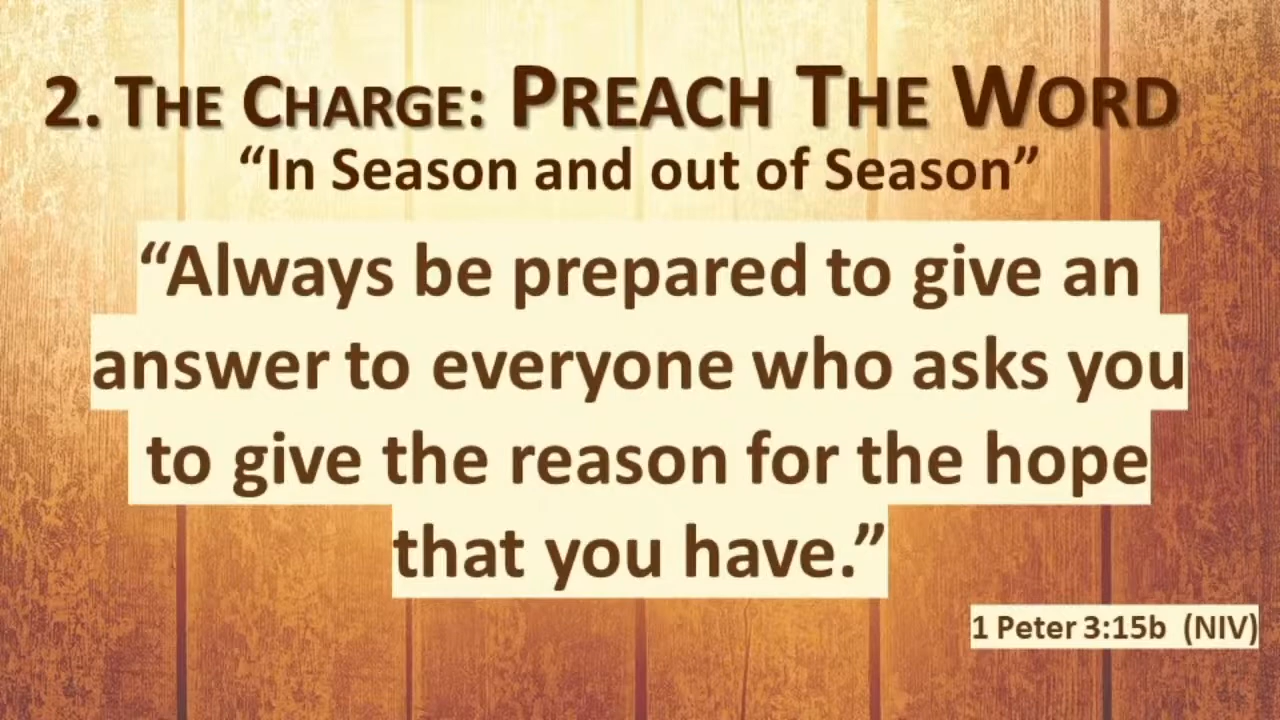 2. THE CHARGE: PREACH THE WORD
“In Season and out of Season”
“Always be prepared to give an
answer to everyone who asks you
to give the reason for the hope
that you have.”
1 Peter 3:15b (NIV)